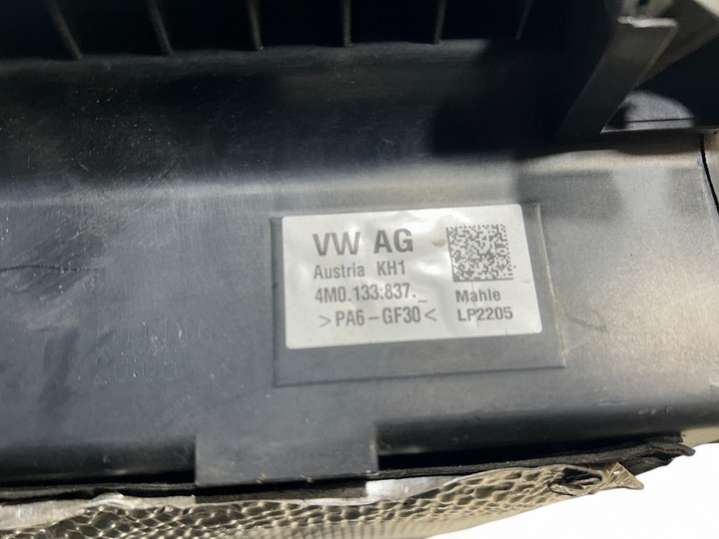 VW AG
Austria KH1
4M0.133.837._
>PA6-GF30<
Mahle
LP2205